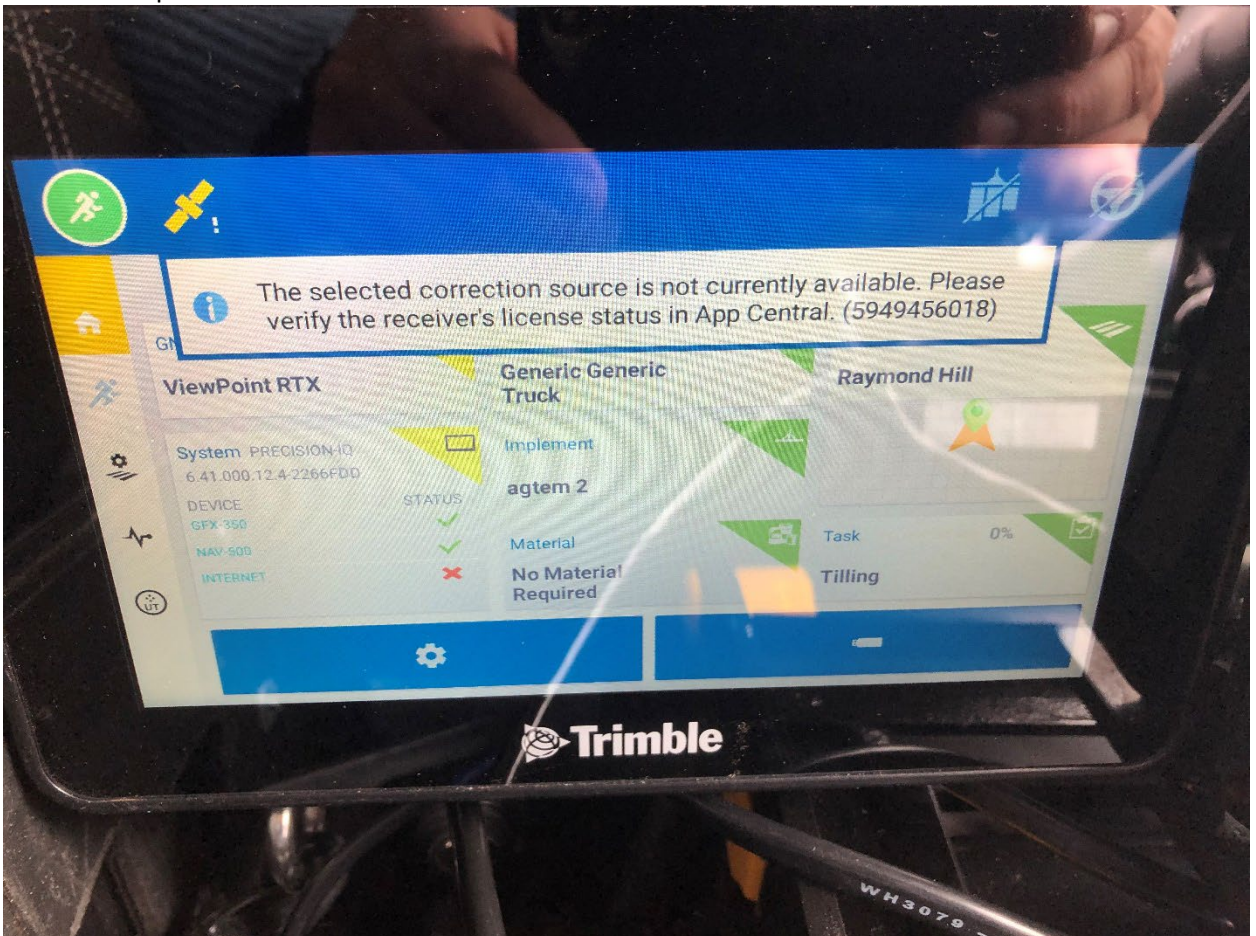 The selected correction source is not currently available. Please
verify the receiver's license status in App Central. (5949456018)
ViewPoint RTX
Generic Generic
Truck
Raymond Hill
System PRECISION-IQ
6.41.000.12.4-2266FDD
DEVICE STATUS
GFX-350
NAV-500
INTERNET
Implement
agtem 2
Material
No Material
Required
Task 0%
Tilling
UT
Trimble
WH3079